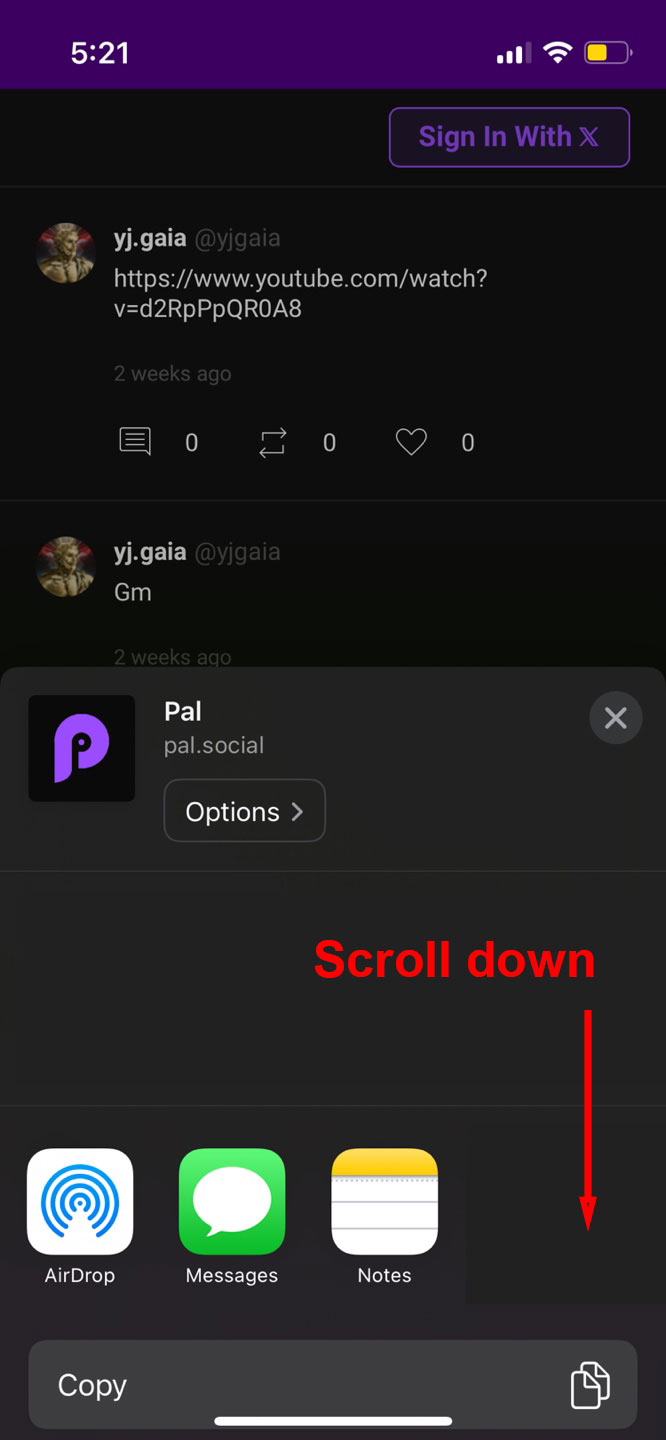 5:21
Sign In With 𝕏
yj.gaia @yjgaia
https://www.youtube.com/watch?
v=d2RpPpQR0A8
2 weeks ago
0 0 0
yj.gaia @yjgaia
Gm
2 weeks ago
Pal
pal.social
Options
Scroll down
AirDrop Messages Notes
Copy